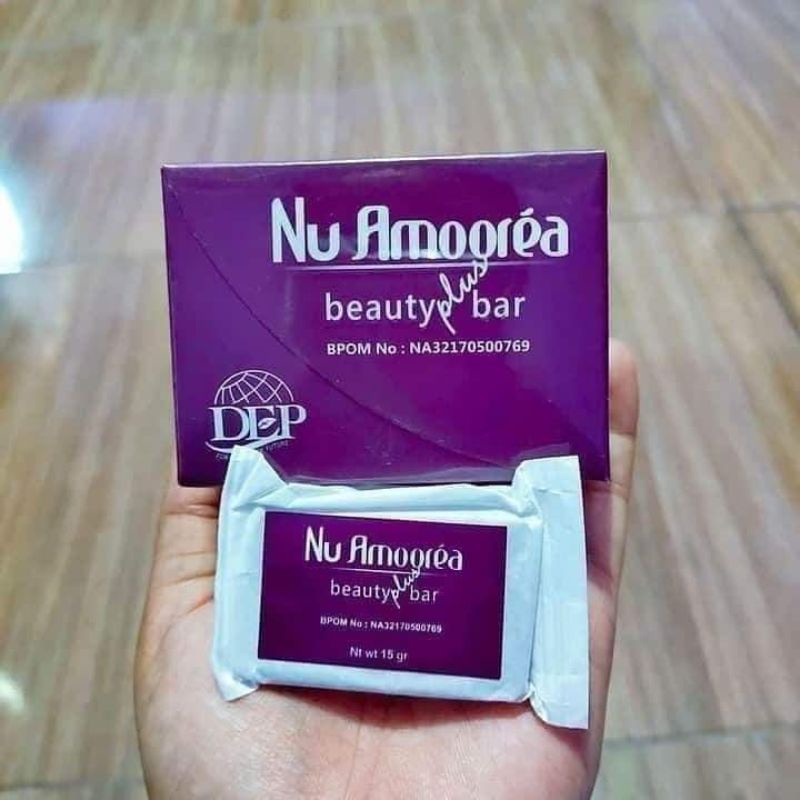 Nu Amooréa
beauty plus bar
BPOM No : NA32170500769
DEP
Nu Amooréa
beauty plus bar
BPOM No : NA32170500769
Nt wt 15 gr